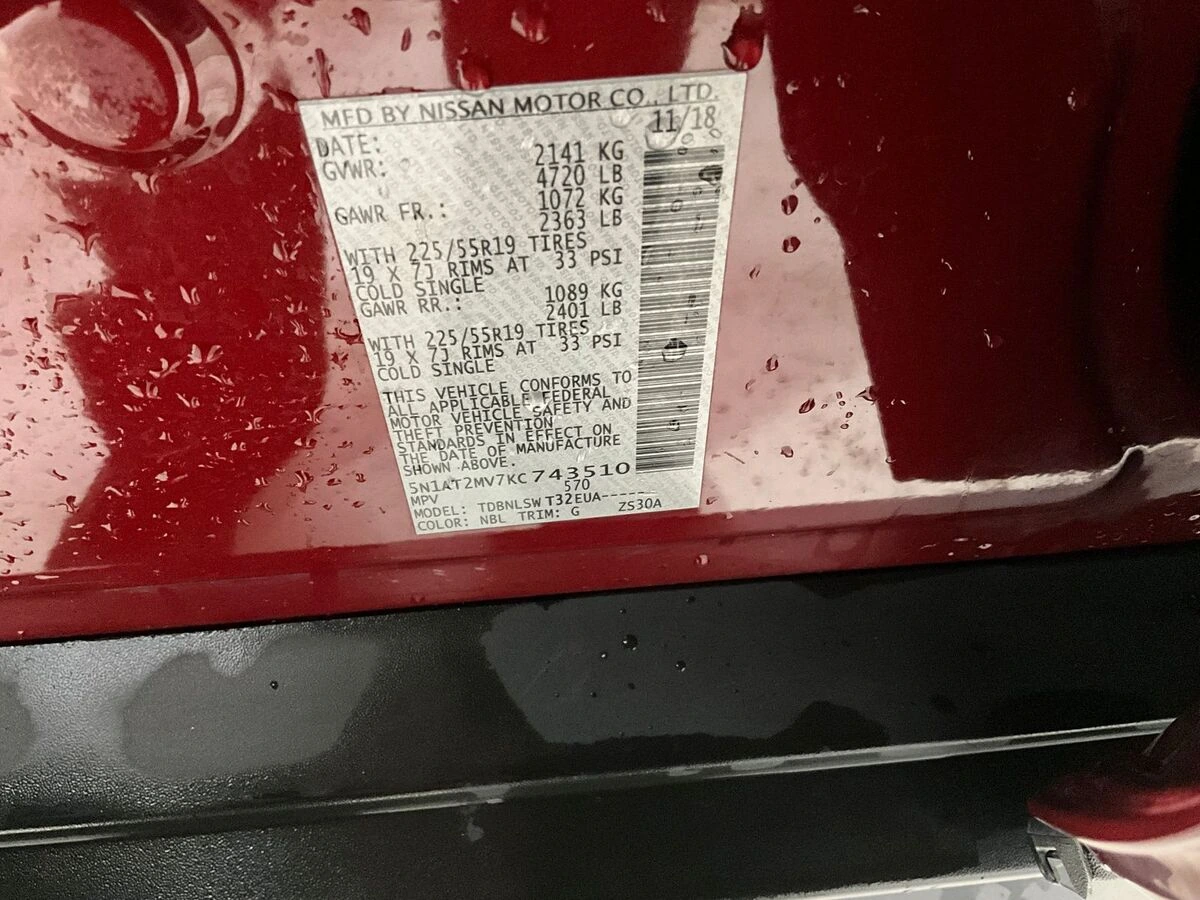 MFD BY NISSAN MOTOR CO., LTD.
DATE: 11/18
GVWR: 2141 KG
4720 LB
GAWR FR.: 1072 KG
2363 LB
WITH 225/55R19 TIRES
19 X 7J RIMS AT 33 PSI
COLD SINGLE
GAWR RR.: 1089 KG
2401 LB
WITH 225/55R19 TIRES
19 X 7J RIMS AT 33 PSI
COLD SINGLE
THIS VEHICLE CONFORMS TO
ALL APPLICABLE FEDERAL
MOTOR VEHICLE SAFETY AND
THEFT PREVENTION
STANDARDS IN EFFECT ON
THE DATE OF MANUFACTURE
SHOWN ABOVE.
5N1AT2MV7KC743510
MPV 570
MODEL: TDBNLSWT32EUA-----
COLOR: NBL TRIM: G ZS30A